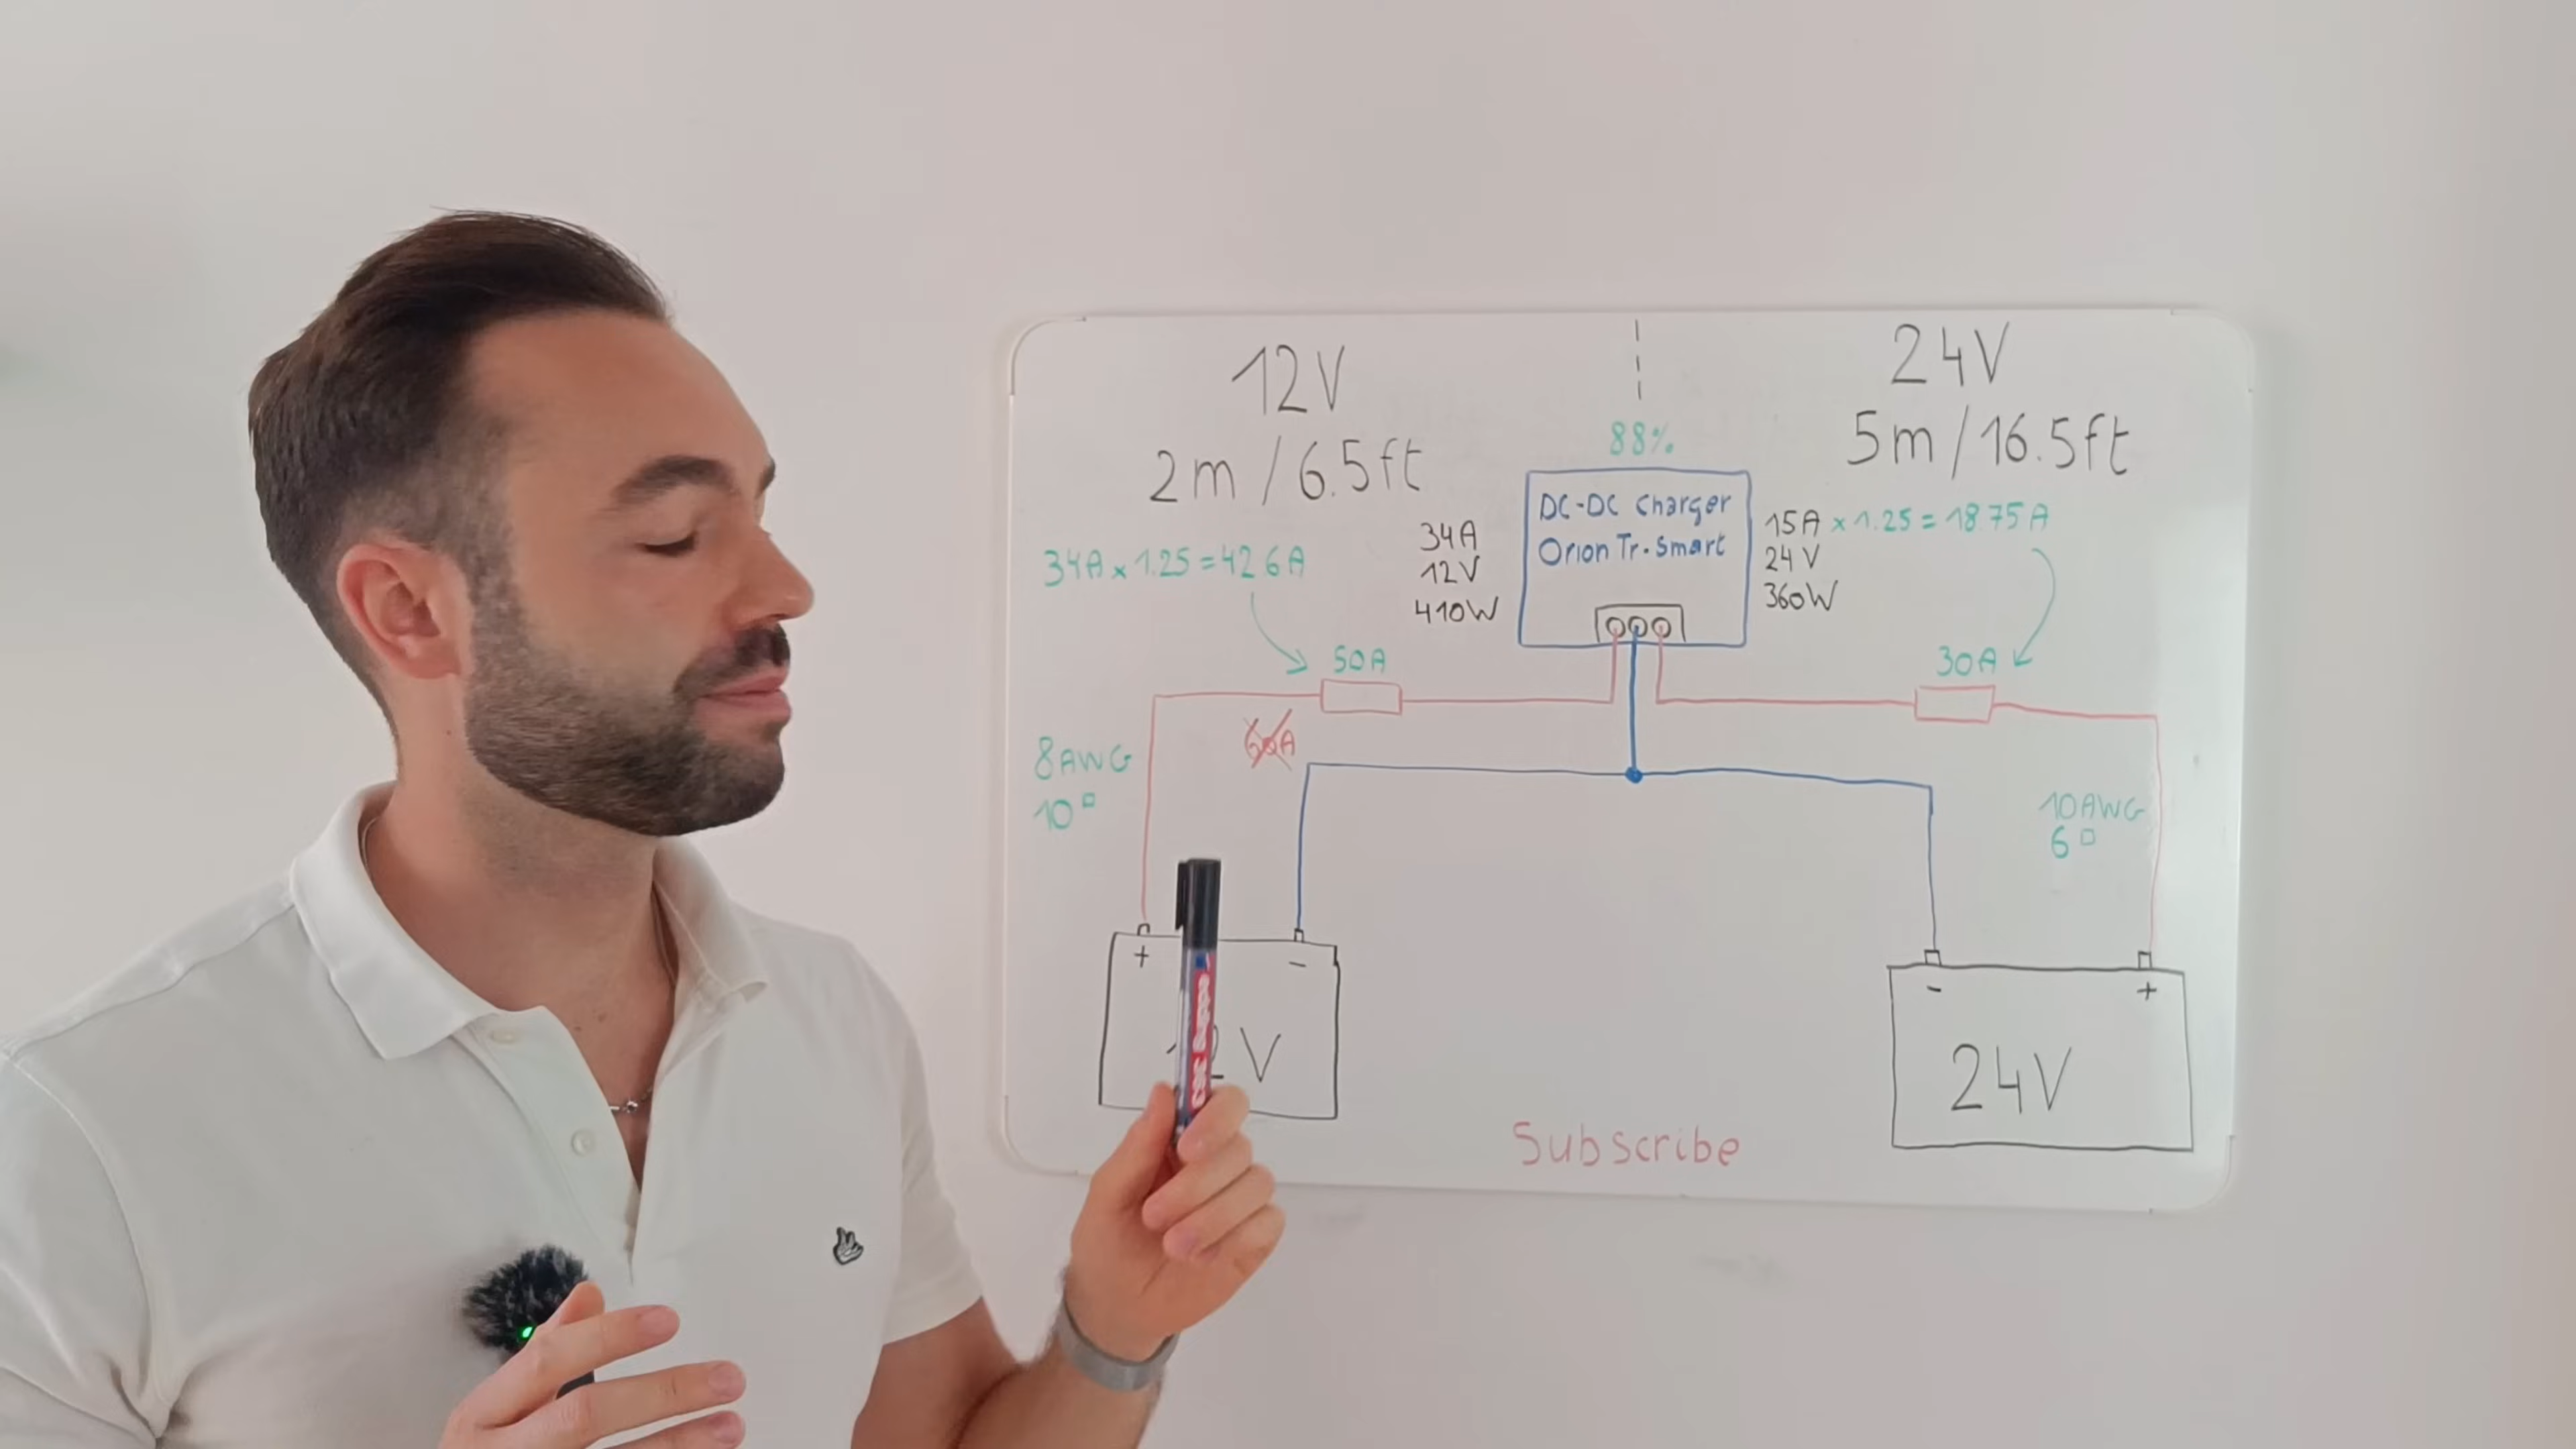 12V
2m/6.5ft
24V
5m/16.5ft
88%
DC-DC Charger
Orion Tr. Smart
34A
12V
410W
15A x 1.25 = 18 75A
24V
360W
34A x 1.25 = 42 6A
50A
30A
60A
8AWG
10□
10AWG
6□
+
-
V
-
+
24V
Subscribe